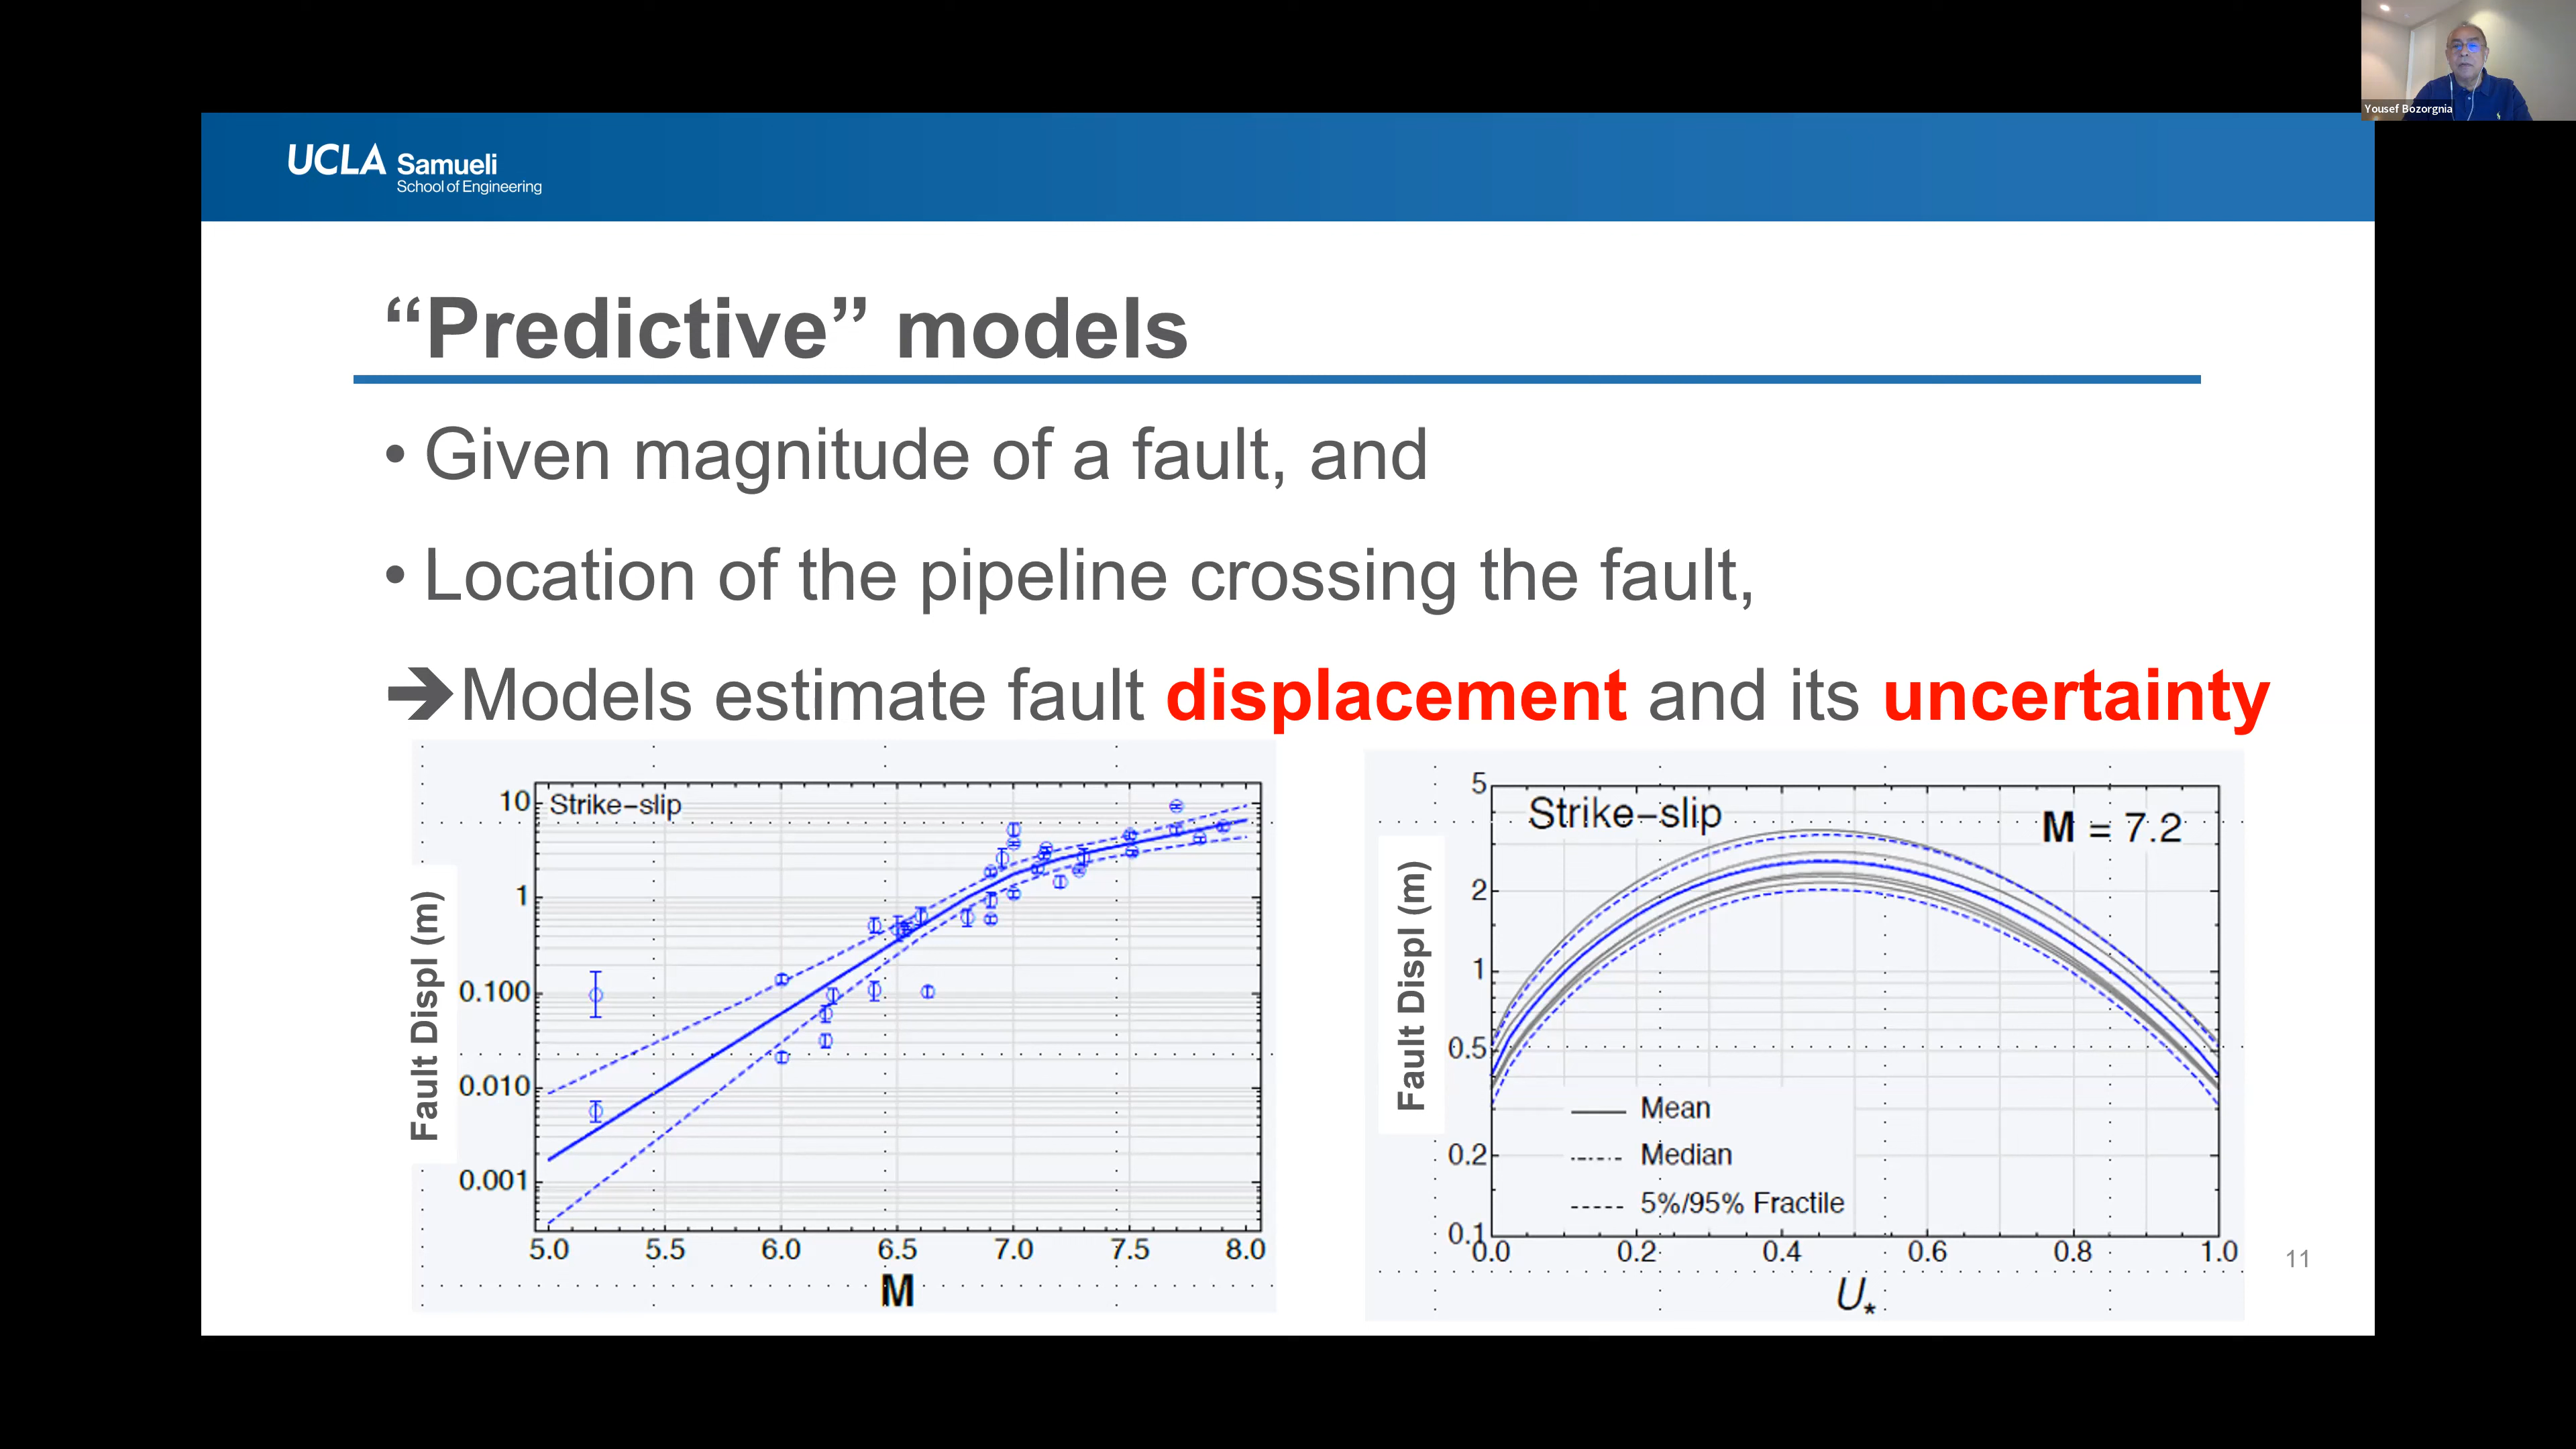 Yousef Bozorgnia
UCLA Samueli
School of Engineering
“Predictive” models
• Given magnitude of a fault, and
• Location of the pipeline crossing the fault,
➔Models estimate fault displacement and its uncertainty
Strike-slip
Fault Displ (m)
10
1
0.100
0.010
0.001
5.0 5.5 6.0 6.5 7.0 7.5 8.0
M
Strike-slip
M = 7.2
Fault Displ (m)
5
2
1
0.5
0.2
0.1
Mean
Median
5%/95% Fractile
0.0 0.2 0.4 0.6 0.8 1.0
U*
11